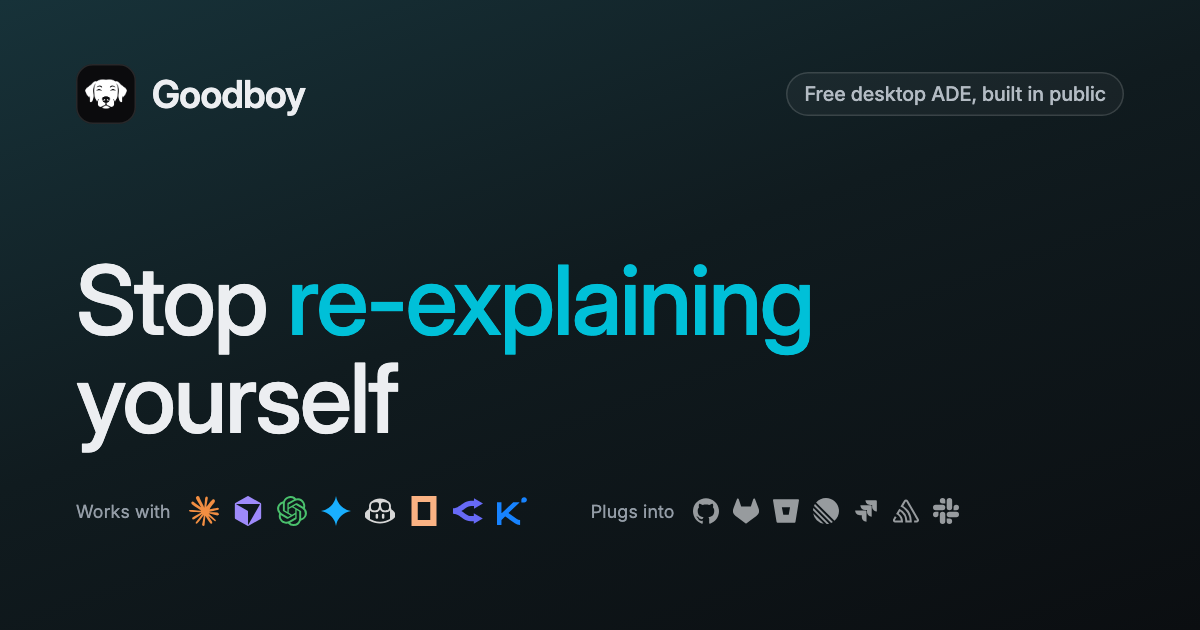 Goodboy
Free desktop ADE, built in public
Stop re-explaining
yourself
Works with
Plugs into